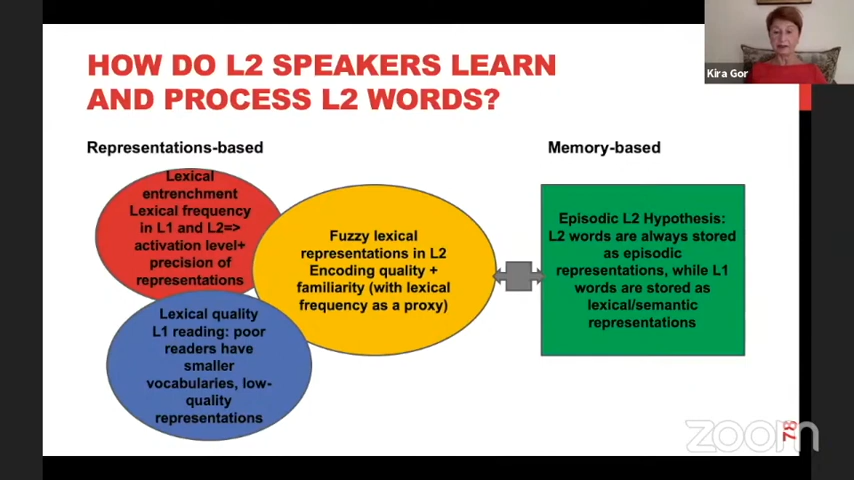 HOW DO L2 SPEAKERS LEARN
AND PROCESS L2 WORDS?
Kira Gor
Representations-based
Memory-based
Lexical
entrenchment
Lexical frequency
in L1 and L2=>
activation level+
precision of
representations
Fuzzy lexical
representations in L2
Encoding quality +
familiarity (with lexical
frequency as a proxy)
Episodic L2 Hypothesis:
L2 words are always stored
as episodic
representations, while L1
words are stored as
lexical/semantic
representations
Lexical quality
L1 reading: poor
readers have
smaller
vocabularies, low-
quality
representations
zoom
78